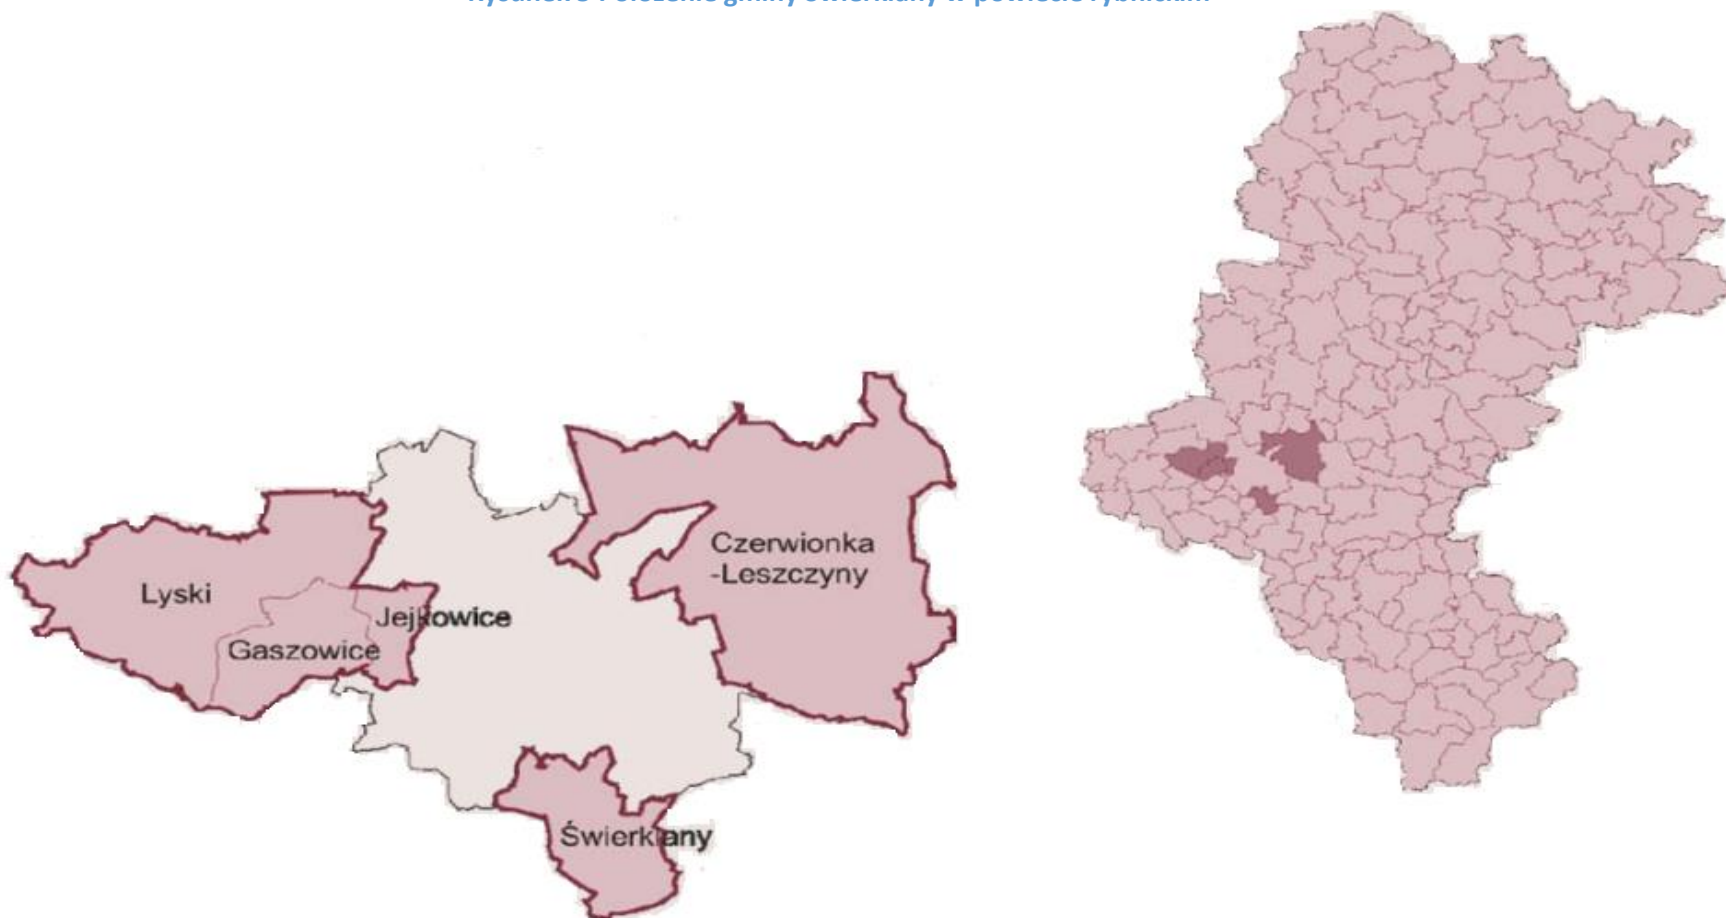 Lyski
Jejkowice
Gaszowice
Czerwionka
-Leszczyny
Świerklany